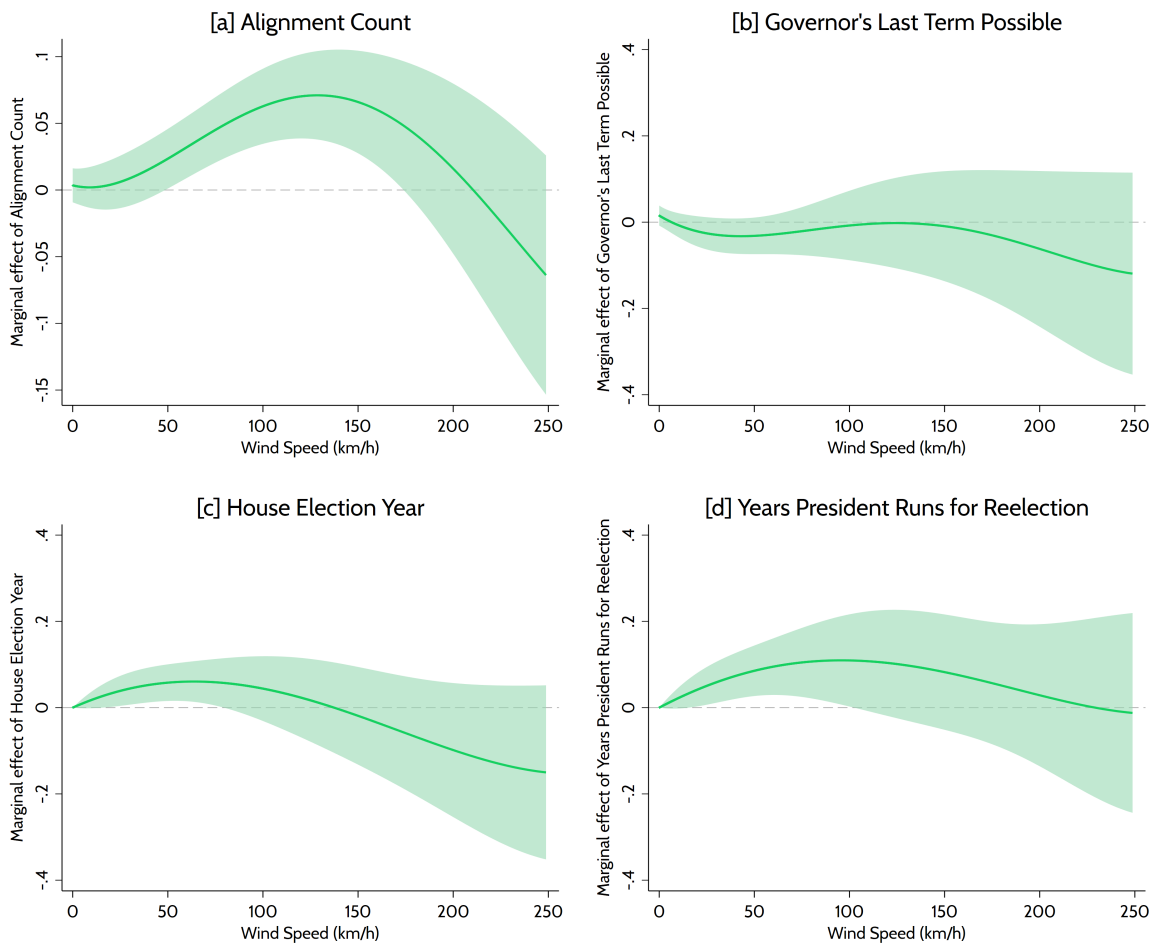 [a] Alignment Count
Marginal effect of Alignment Count
.1
.05
0
-.05
-.1
-.15
0 50 100 150 200 250
Wind Speed (km/h)
[b] Governor's Last Term Possible
Marginal effect of Governor's Last Term Possible
.4
.2
0
-.2
-.4
0 50 100 150 200 250
Wind Speed (km/h)
[c] House Election Year
Marginal effect of House Election Year
.4
.2
0
-.2
-.4
0 50 100 150 200 250
Wind Speed (km/h)
[d] Years President Runs for Reelection
Marginal effect of Years President Runs for Reelection
.4
.2
0
-.2
-.4
0 50 100 150 200 250
Wind Speed (km/h)